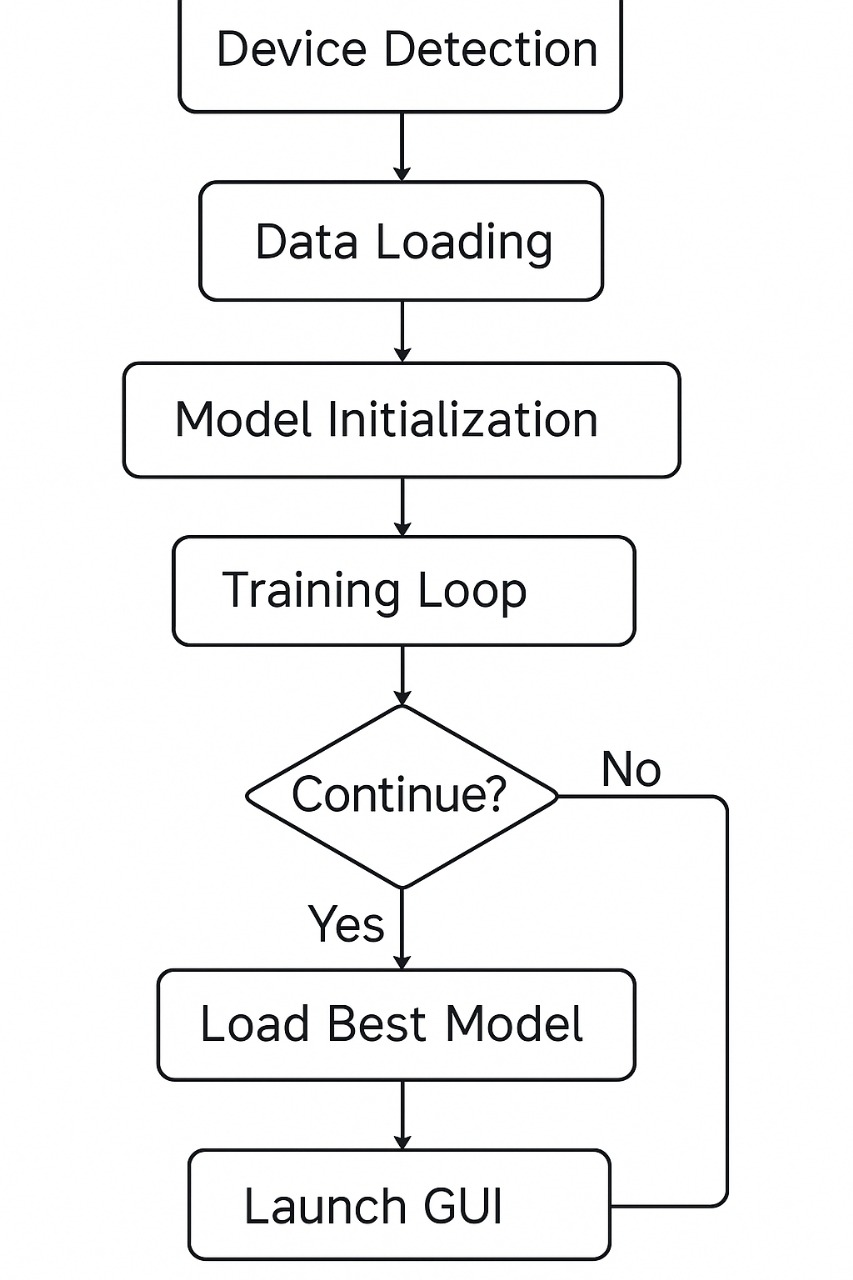 Device Detection
Data Loading
Model Initialization
Training Loop
Continue?
No
Yes
Load Best Model
Launch GUI